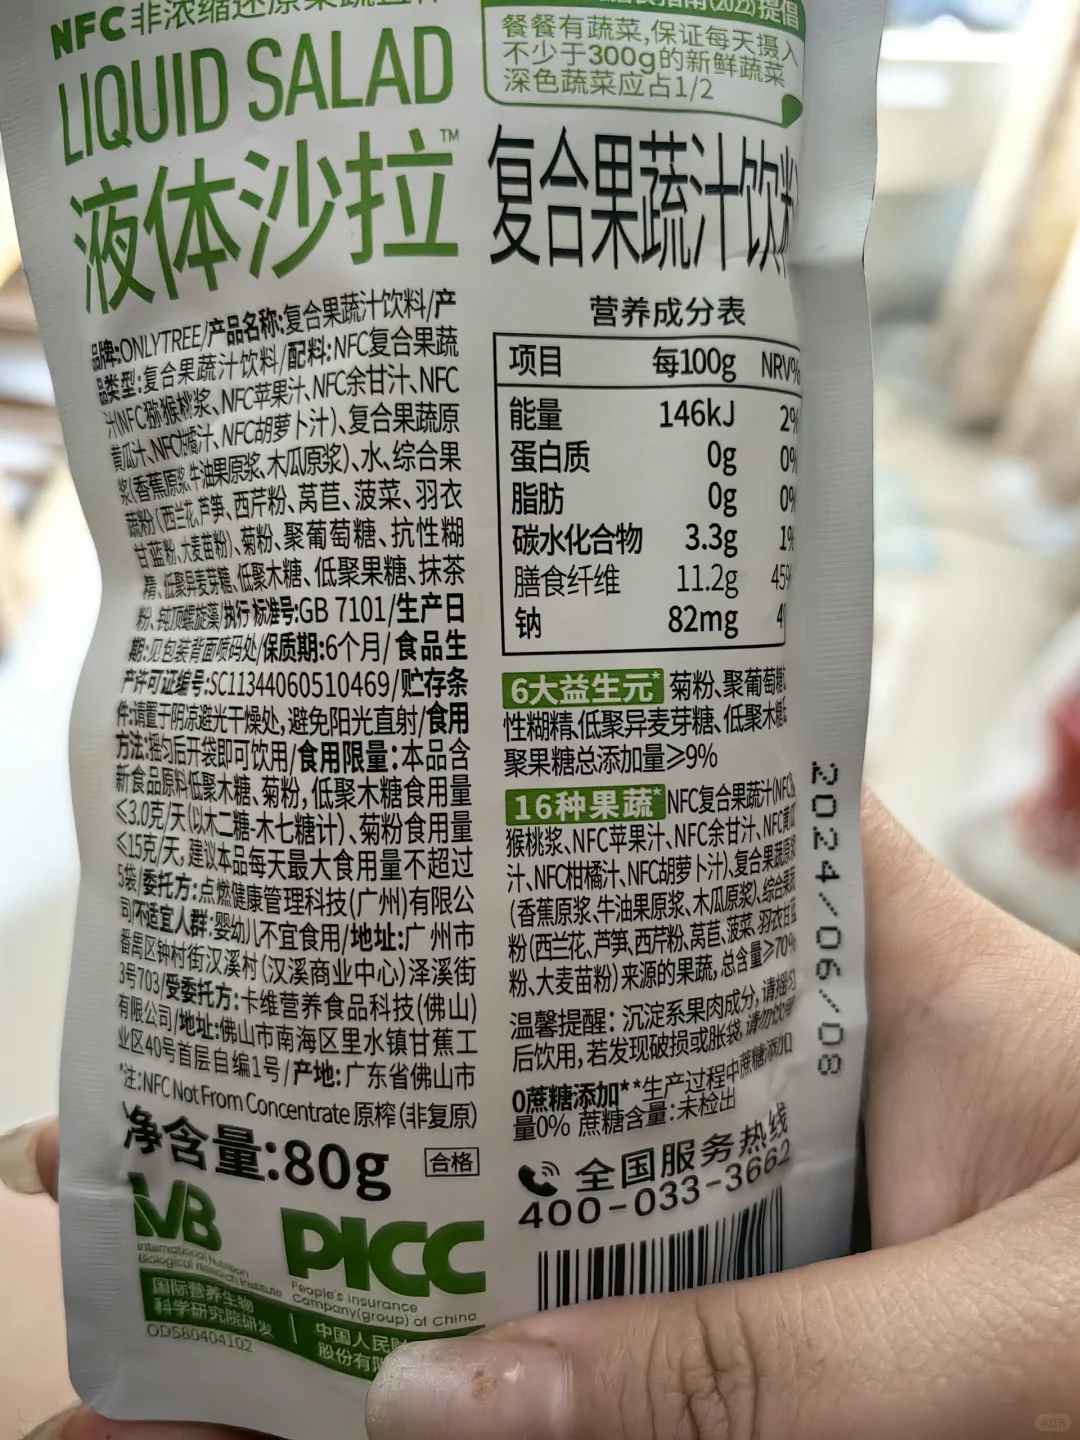 NFC非浓缩还原果蔬
LIQUID SALAD
液体沙拉™
品牌:ONLYTREE/产品名称:复合果蔬汁饮料/产
品类型:复合果蔬汁饮料/配料:NFC复合果蔬
汁(NFC猕猴桃浆、NFC苹果汁、NFC余甘汁、NFC
黄瓜汁、NFC柑橘汁、NFC胡萝卜汁)、复合果蔬原
浆(香蕉原浆、牛油果原浆、木瓜原浆)、水、综合果
蔬粉(西兰花、芦笋、西芹粉、莴苣、菠菜、羽衣
甘蓝粉、大麦苗粉)、菊粉、聚葡萄糖、抗性糊
精、低聚异麦芽糖、低聚木糖、低聚果糖、抹茶
粉、钝顶螺旋藻/执行标准号:GB 7101/生产日
期:见包装背面喷码处/保质期:6个月/食品生
产许可证编号:SC11344060510469/贮存条
件:请置于阴凉避光干燥处,避免阳光直射/食用
方法:摇匀后开袋即可饮用/食用限量:本品含
新食品原料低聚木糖、菊粉,低聚木糖食用量
≤3.0克/天(以木二糖-木七糖计)、菊粉食用量
≤15克/天,建议本品每天最大食用量不超过
5袋/委托方:点燃健康管理科技(广州)有限公
司/不适宜人群:婴幼儿不宜食用/地址:广州市
番禺区钟村街汉溪村(汉溪商业中心)泽溪街
3号703/受委托方:卡维营养食品科技(佛山)
有限公司/地址:佛山市南海区里水镇甘蕉工
业区40号首层自编1号/产地:广东省佛山市
*注:NFC Not From Concentrate 原榨(非复原)
净含量:80g
合格
VB
International Nutrition
Biological Research Institute
国际营养生物
科学研究院研发
ODS80404102
PICC
People's Insurance
Company(group) of China
中国人民财
股份有限
指南(2023)提倡
餐餐有蔬菜,保证每天摄入
不少于300g的新鲜蔬菜
深色蔬菜应占1/2
复合果蔬汁饮料
营养成分表
项目 每100g NRV%
能量 146kJ 2%
蛋白质 0g 0%
脂肪 0g 0%
碳水化合物 3.3g 1%
膳食纤维 11.2g 45%
钠 82mg 4
6大益生元* 菊粉、聚葡萄糖
性糊精、低聚异麦芽糖、低聚木糖
聚果糖总添加量≥9%
16种果蔬* NFC复合果蔬汁(NFC
猴桃浆、NFC苹果汁、NFC余甘汁、NFC黄瓜
汁、NFC柑橘汁、NFC胡萝卜汁)、复合果蔬原浆
(香蕉原浆、牛油果原浆、木瓜原浆)、综合果蔬
粉(西兰花、芦笋、西芹粉、莴苣、菠菜、羽衣甘蓝
粉、大麦苗粉)来源的果蔬,总含量≥70%
温馨提醒:沉淀系果肉成分,请摇匀
后饮用,若发现破损或胀袋,请勿饮用
0蔗糖添加**生产过程中蔗糖添加
量0% 蔗糖含量:未检出
全国服务热线
400-033-3662
2024/06/08
小红书